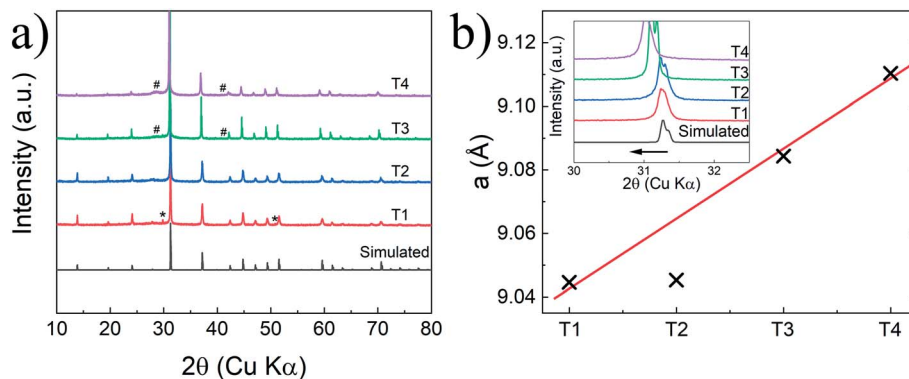 a)
Intensity (a.u.)
# # T4
# # T3
T2
* * T1
Simulated
10 20 30 40 50 60 70 80
2θ (Cu Kα)
b)
a (Å)
9.12
9.10
9.08
9.06
9.04
T1 T2 T3 T4
Intensity (a.u.)
T4
T3
T2
T1
Simulated
30 31 32
2θ (Cu Kα)